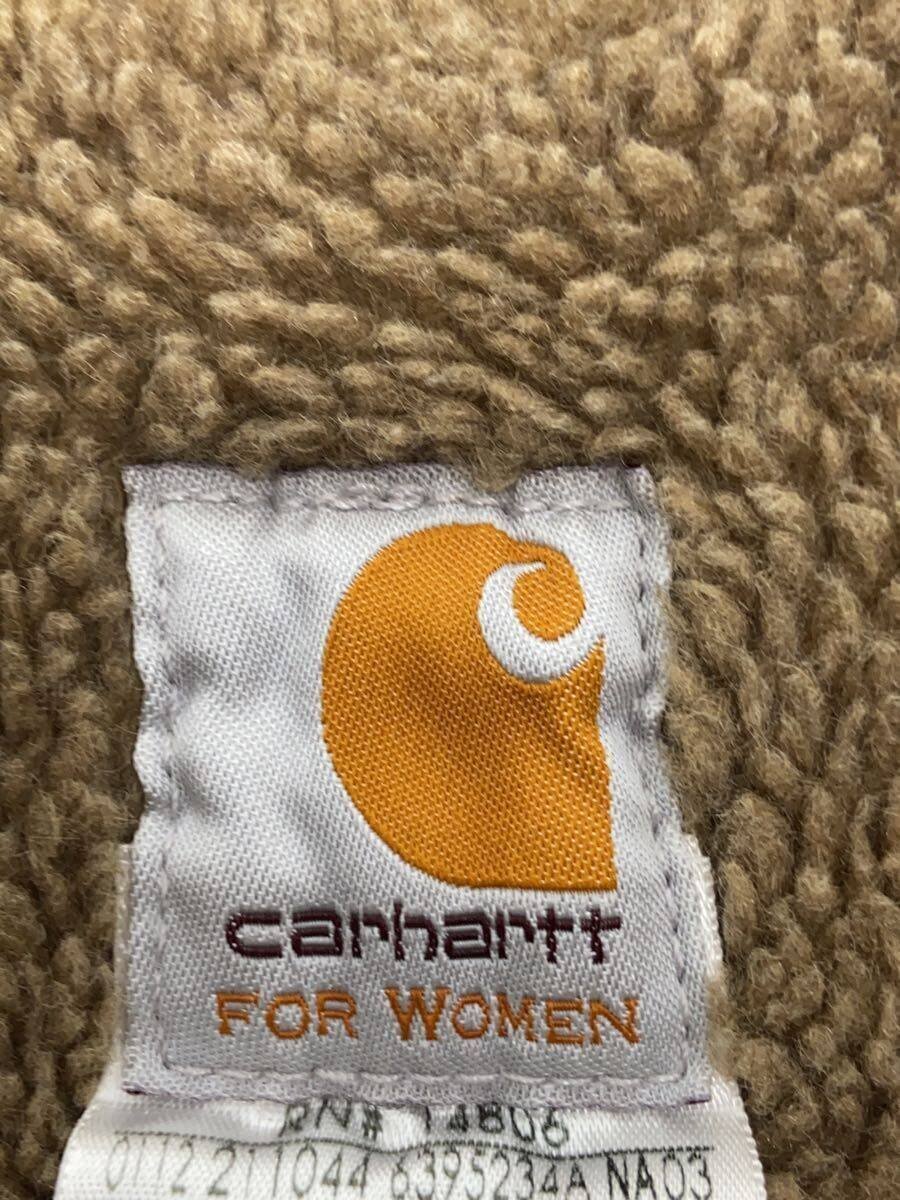 carhartt
FOR WOMEN
RN# 14806
0112 211044 6395234A NA03